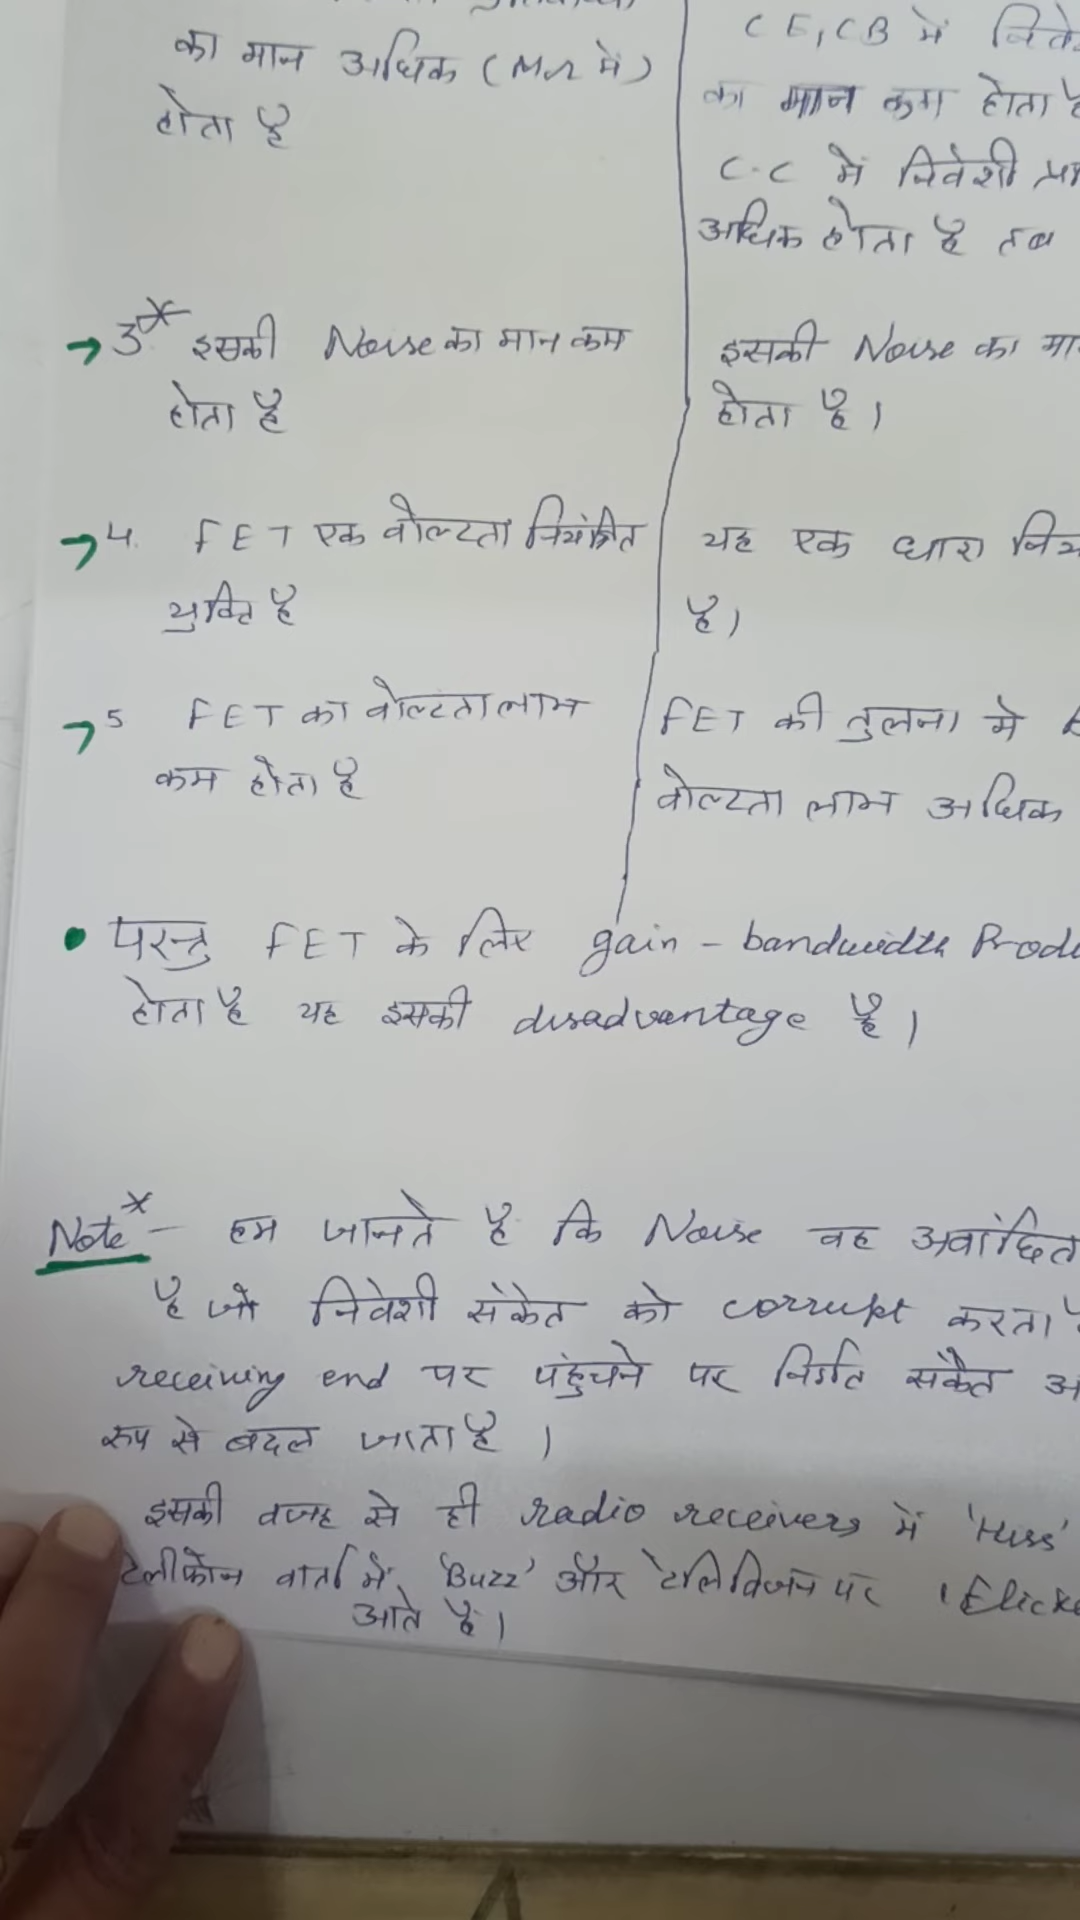 का मान अधिक (MΩ में)
होता है
CE, CB में
का मान कम होता है
C.C में निवेशी
अधिक होता है तब
→ 3.* इसकी Noise का मान कम
होता है
इसकी Noise का
होता है।
→ 4. FET एक वोल्टता नियंत्रित
युक्ति है
यह एक धारा
है।
→ 5 FET का वोल्टता लाभ
कम होता है
FET की तुलना मे
वोल्टता लाभ अधिक
• परन्तु FET के लिए gain - bandwidth
होता है यह इसकी disadvantage है।
Note* - हम जानते है कि Noise वह अवांछित
है जो निवेशी संकेत को corrupt करता
receiving end पर पंहुचने पर निर्गत संकेत
रूप से बदल जाता है।
इसकी वजह से ही radio receivers में 'Hiss'
टेलीफोन वार्ता में 'Buzz' और टेलिविजन पर
आते है।